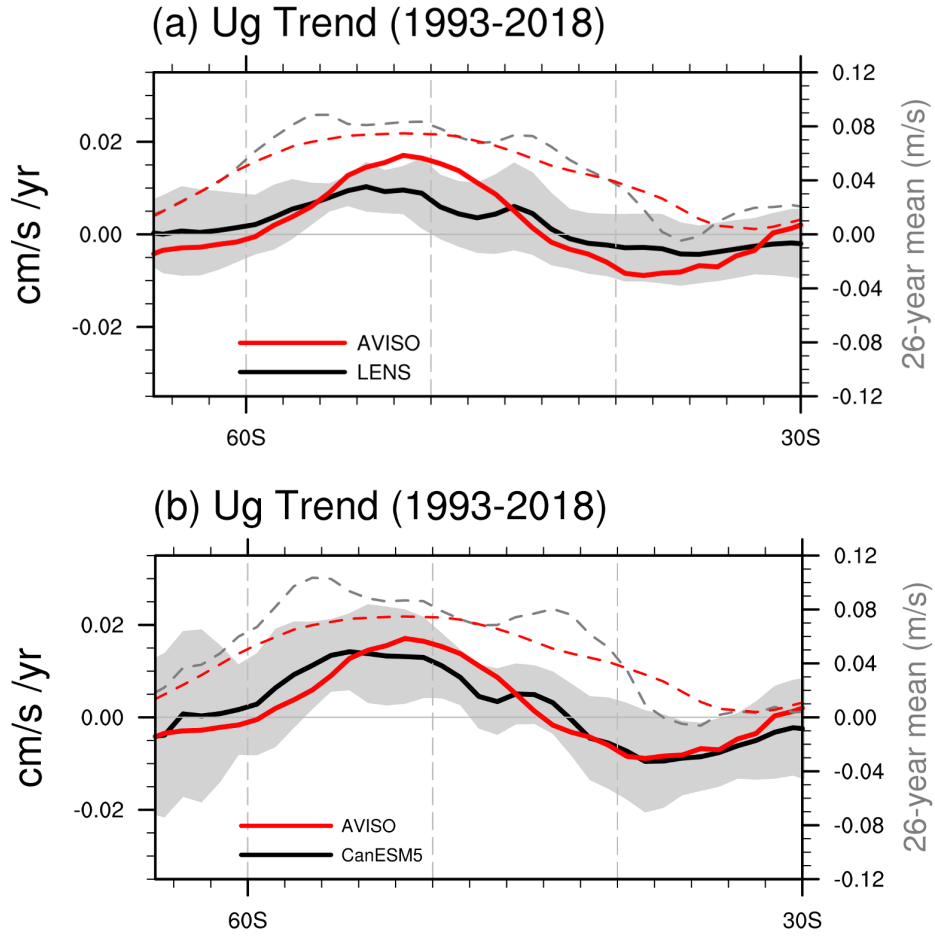 (a) Ug Trend (1993-2018)
cm/s /yr
0.02
0.00
-0.02
0.12
0.08
0.04
0.00
-0.04
-0.08
-0.12
26-year mean (m/s)
AVISO
LENS
60S
30S
(b) Ug Trend (1993-2018)
cm/s /yr
0.02
0.00
-0.02
0.12
0.08
0.04
0.00
-0.04
-0.08
-0.12
26-year mean (m/s)
AVISO
CanESM5
60S
30S